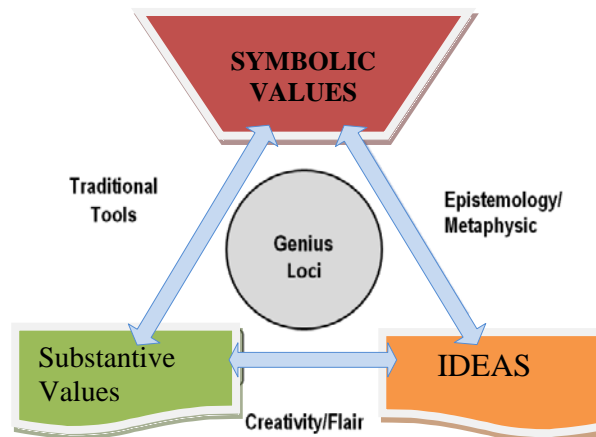 SYMBOLIC
VALUES
Traditional
Tools
Epistemology/
Metaphysic
Genius
Loci
Substantive
Values
IDEAS
Creativity/Flair